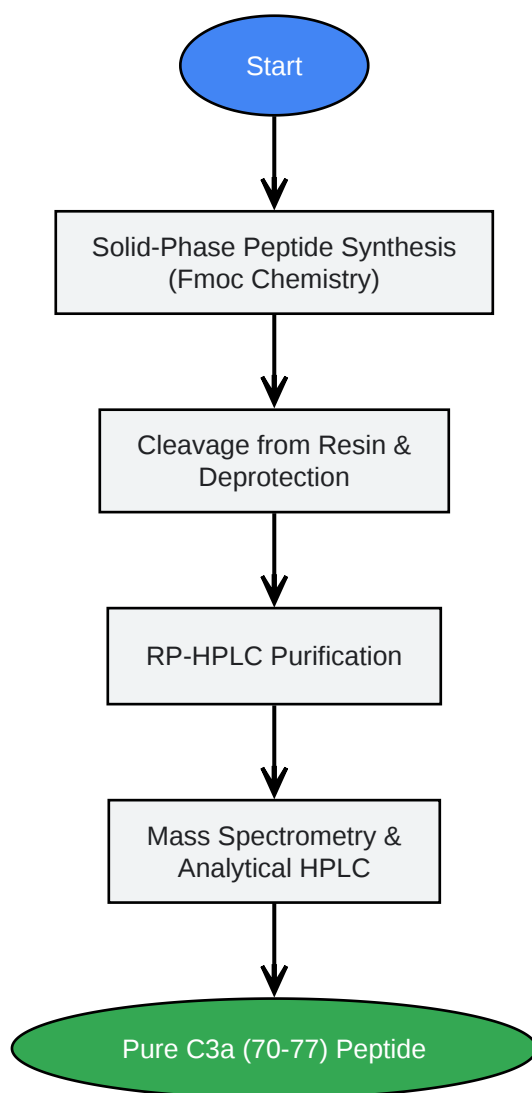 Start
Solid-Phase Peptide Synthesis
(Fmoc Chemistry)
Cleavage from Resin &
Deprotection
RP-HPLC Purification
Mass Spectrometry &
Analytical HPLC
Pure C3a (70-77) Peptide